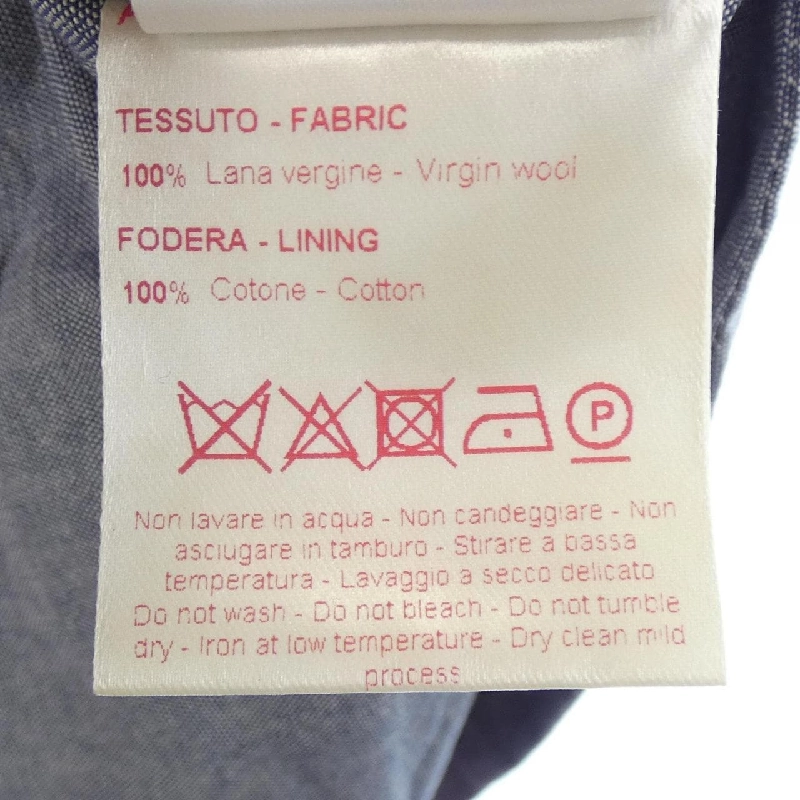 TESSUTO - FABRIC
100% Lana vergine - Virgin wool
FODERA - LINING
100% Cotone - Cotton
P
Non lavare in acqua - Non candeggiare - Non
asciugare in tamburo - Stirare a bassa
temperatura - Lavaggio a secco delicato
Do not wash - Do not bleach - Do not tumble
dry - Iron at low temperature - Dry clean mild
process